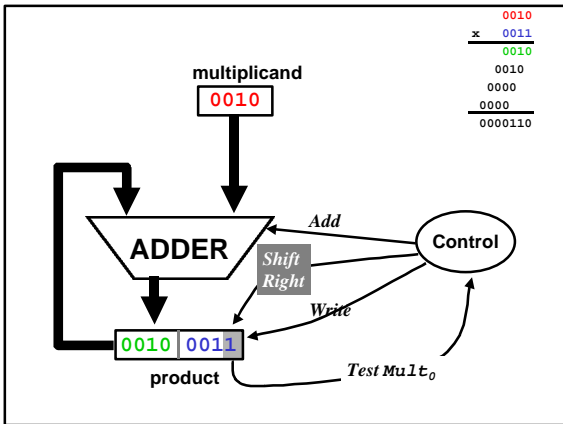 0010
x 0011
0010
0010
0000
0000
0000110
multiplicand
0010
ADDER
Add
Shift
Right
Write
Control
0010 0011
product
Test Mult0